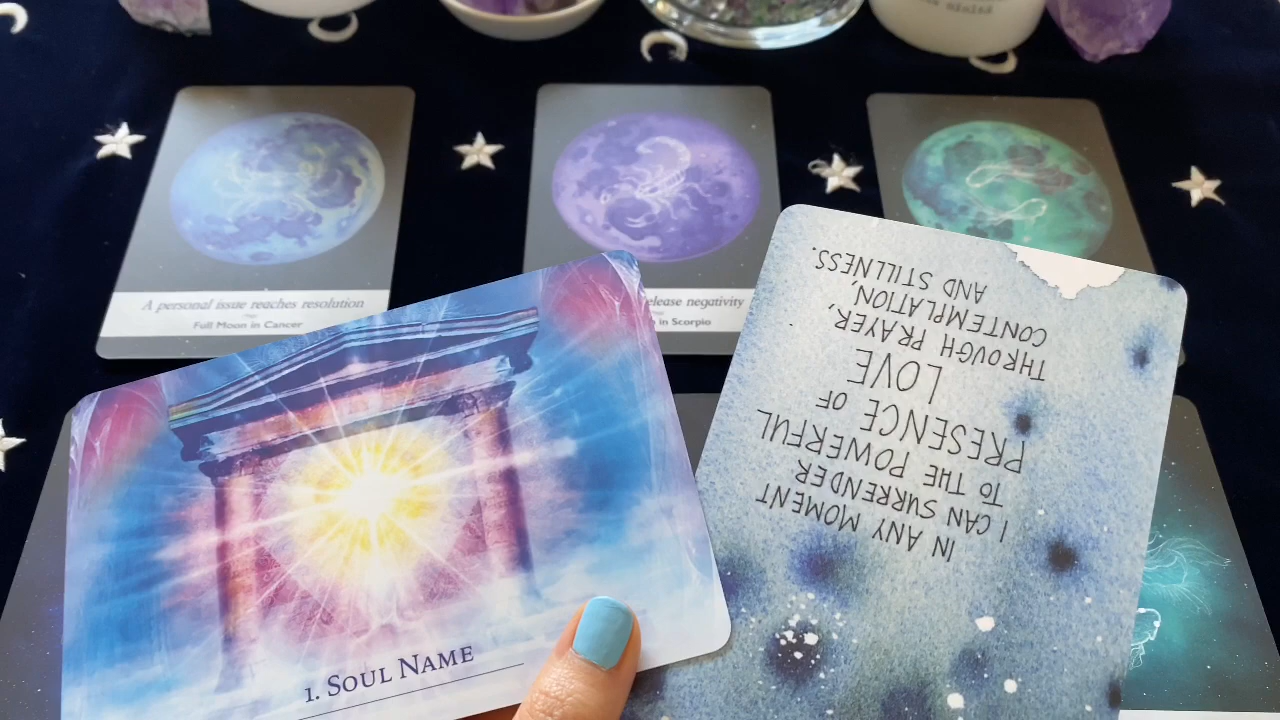 A personal issue reaches resolution
Full Moon in Cancer
elease negativity
in Scorpio
1. SOUL NAME
IN ANY MOMENT
I CAN SURRENDER
TO THE POWERFUL
PRESENCE OF
LOVE
THROUGH PRAYER,
CONTEMPLATION,
AND STILLNESS.